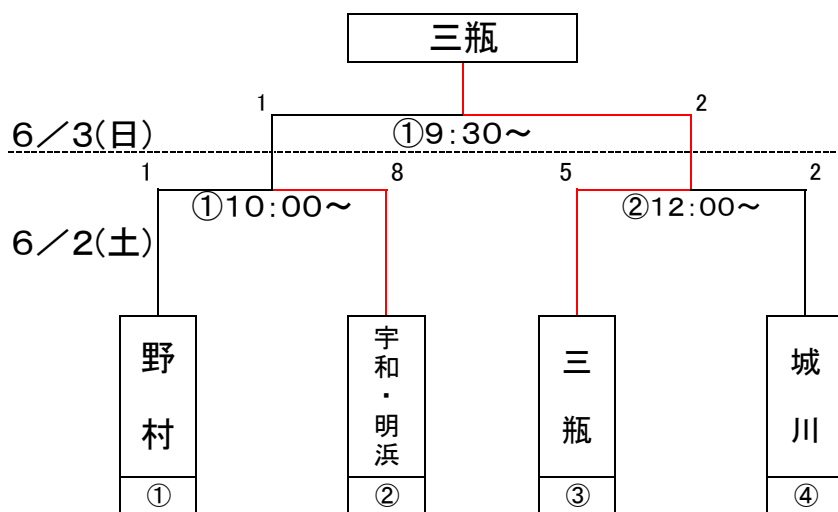 三瓶
1
2
6／3(日)
①9:30～
1
8
5
2
①10:00～
②12:00～
6／2(土)
野村
宇和・明浜
三瓶
城川
①
②
③
④